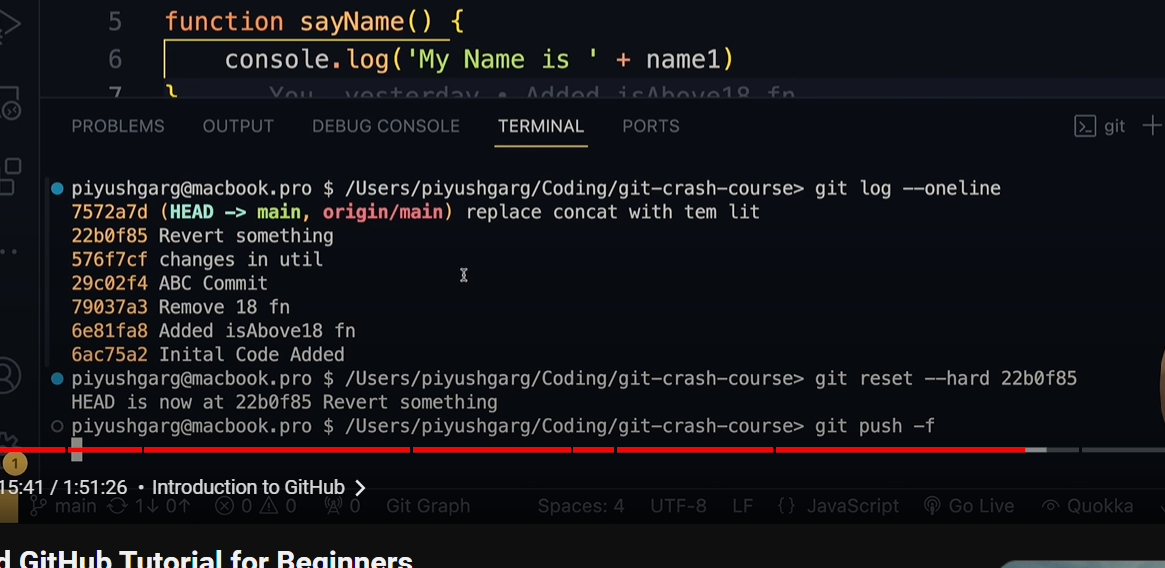 5 function sayName() {
6 console.log('My Name is ' + name1)
7 } You, yesterday • Added isAbove18 fn
PROBLEMS OUTPUT DEBUG CONSOLE TERMINAL PORTS git
piyushgarg@macbook.pro $ /Users/piyushgarg/Coding/git-crash-course> git log --oneline
7572a7d (HEAD -> main, origin/main) replace concat with tem lit
22b0f85 Revert something
576f7cf changes in util
29c02f4 ABC Commit
79037a3 Remove 18 fn
6e81fa8 Added isAbove18 fn
6ac75a2 Inital Code Added
piyushgarg@macbook.pro $ /Users/piyushgarg/Coding/git-crash-course> git reset --hard 22b0f85
HEAD is now at 22b0f85 Revert something
piyushgarg@macbook.pro $ /Users/piyushgarg/Coding/git-crash-course> git push -f
1
15:41 / 1:51:26 • Introduction to GitHub
main 1↓ 0↑ 0 0 0 Git Graph Spaces: 4 UTF-8 LF {} JavaScript Go Live Quokka
d GitHub Tutorial for Beginners